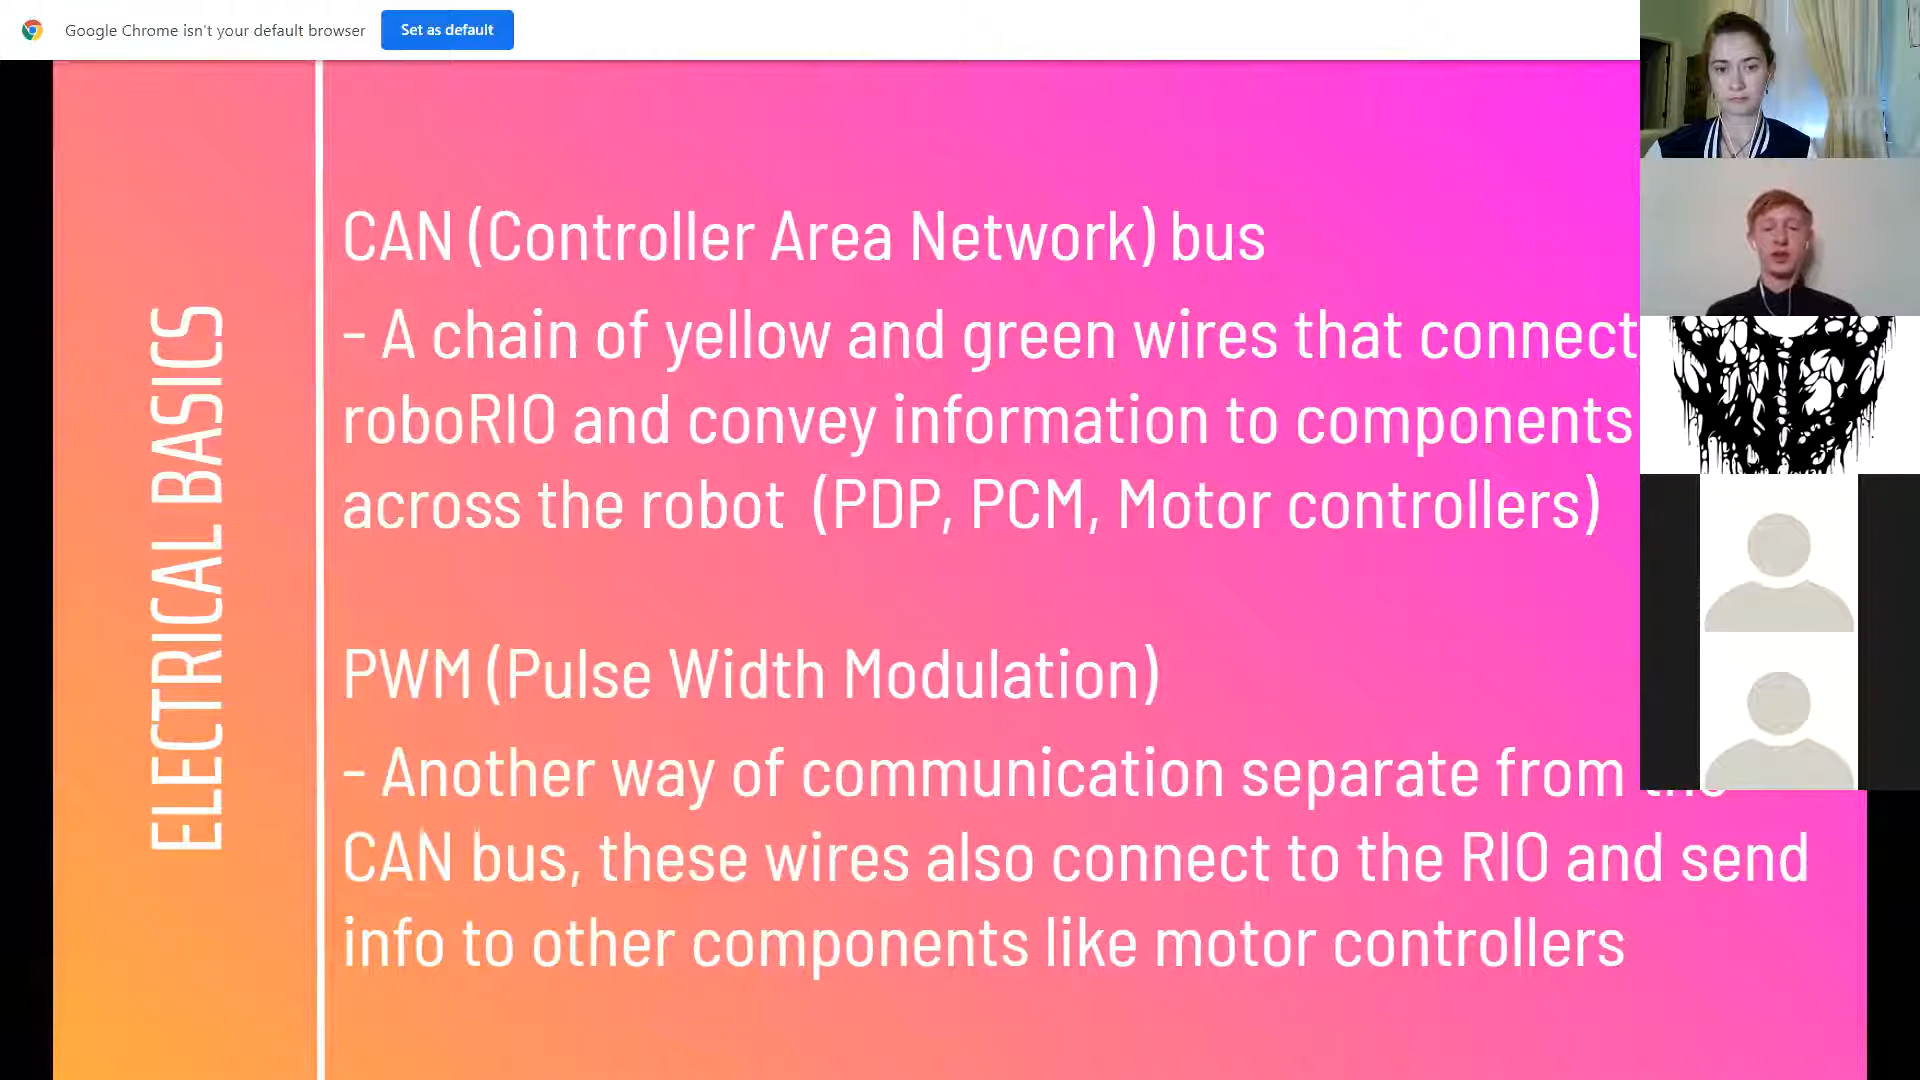 Google Chrome isn't your default browser
Set as default
ELECTRICAL BASICS
CAN (Controller Area Network) bus
- A chain of yellow and green wires that connect
roboRIO and convey information to components
across the robot (PDP, PCM, Motor controllers)
PWM (Pulse Width Modulation)
- Another way of communication separate from
CAN bus, these wires also connect to the RIO and send
info to other components like motor controllers